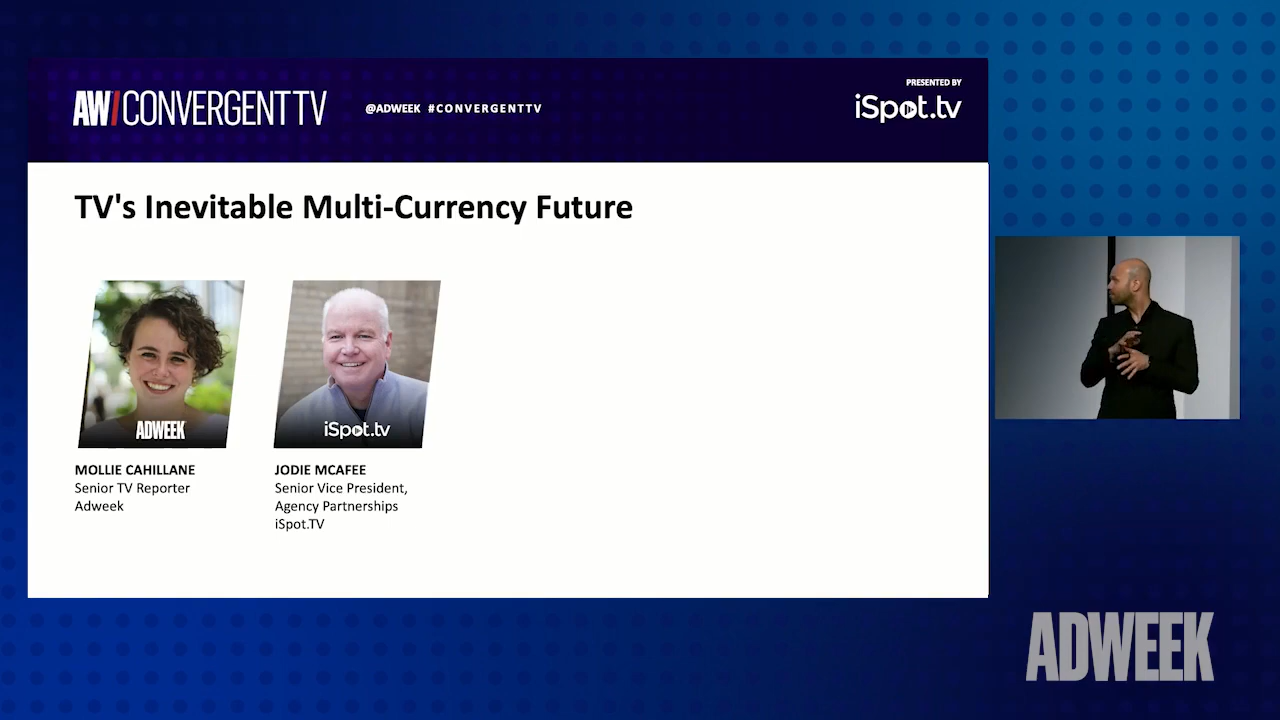 AW/CONVERGENTTV
@ADWEEK #CONVERGENTTV
PRESENTED BY
iSpot.tv
TV's Inevitable Multi-Currency Future
ADWEEK
iSpot.tv
MOLLIE CAHILLANE
Senior TV Reporter
Adweek
JODIE MCAFEE
Senior Vice President,
Agency Partnerships
iSpot.TV
ADWEEK